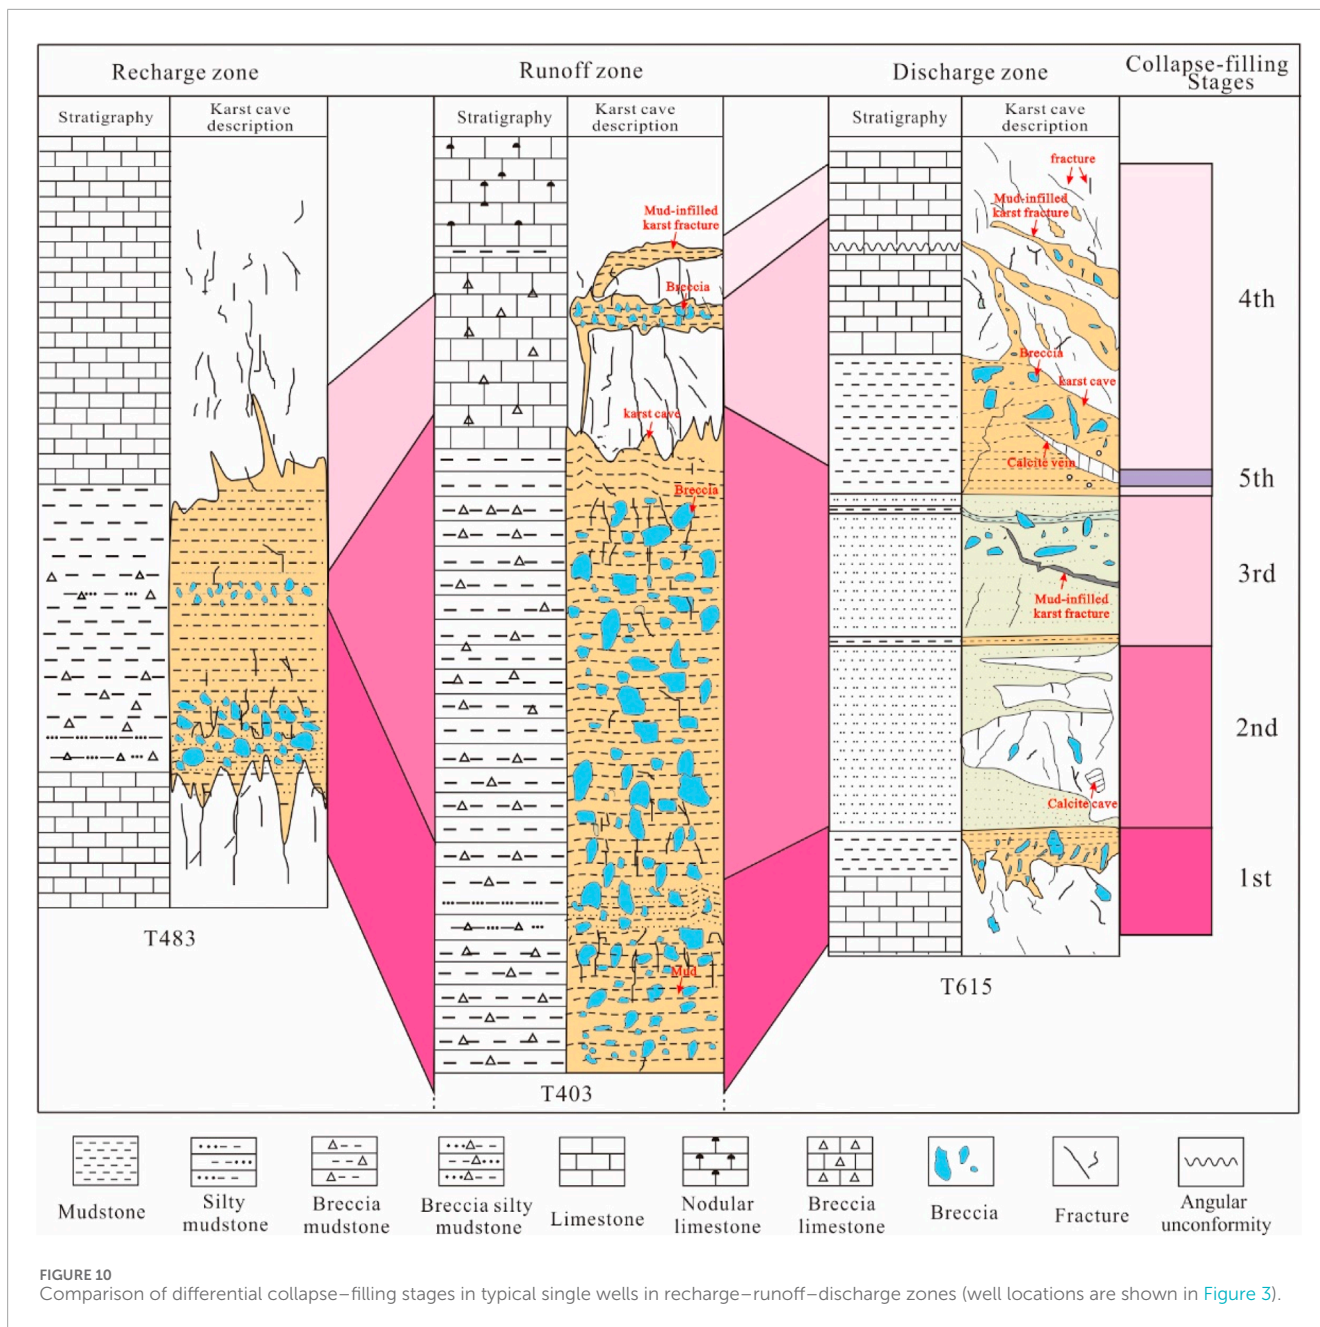 Recharge zone
Runoff zone
Discharge zone
Collapse-filling
Stages
Stratigraphy
Karst cave
description
Stratigraphy
Karst cave
description
Stratigraphy
Karst cave
description
fracture
Mud-infilled
karst fracture
Mud-infilled
karst fracture
Breccia
4th
Breccia
karst cave
karst cave
Calcite vein
5th
Breccia
3rd
Mud-infilled
karst fracture
2nd
Calcite cave
1st
T483
Mud
T615
T403
Mudstone
Silty
mudstone
Breccia
mudstone
Breccia silty
mudstone
Limestone
Nodular
limestone
Breccia
limestone
Breccia
Fracture
Angular
unconformity
FIGURE 10
Comparison of differential collapse–filling stages in typical single wells in recharge–runoff–discharge zones (well locations are shown in Figure 3).